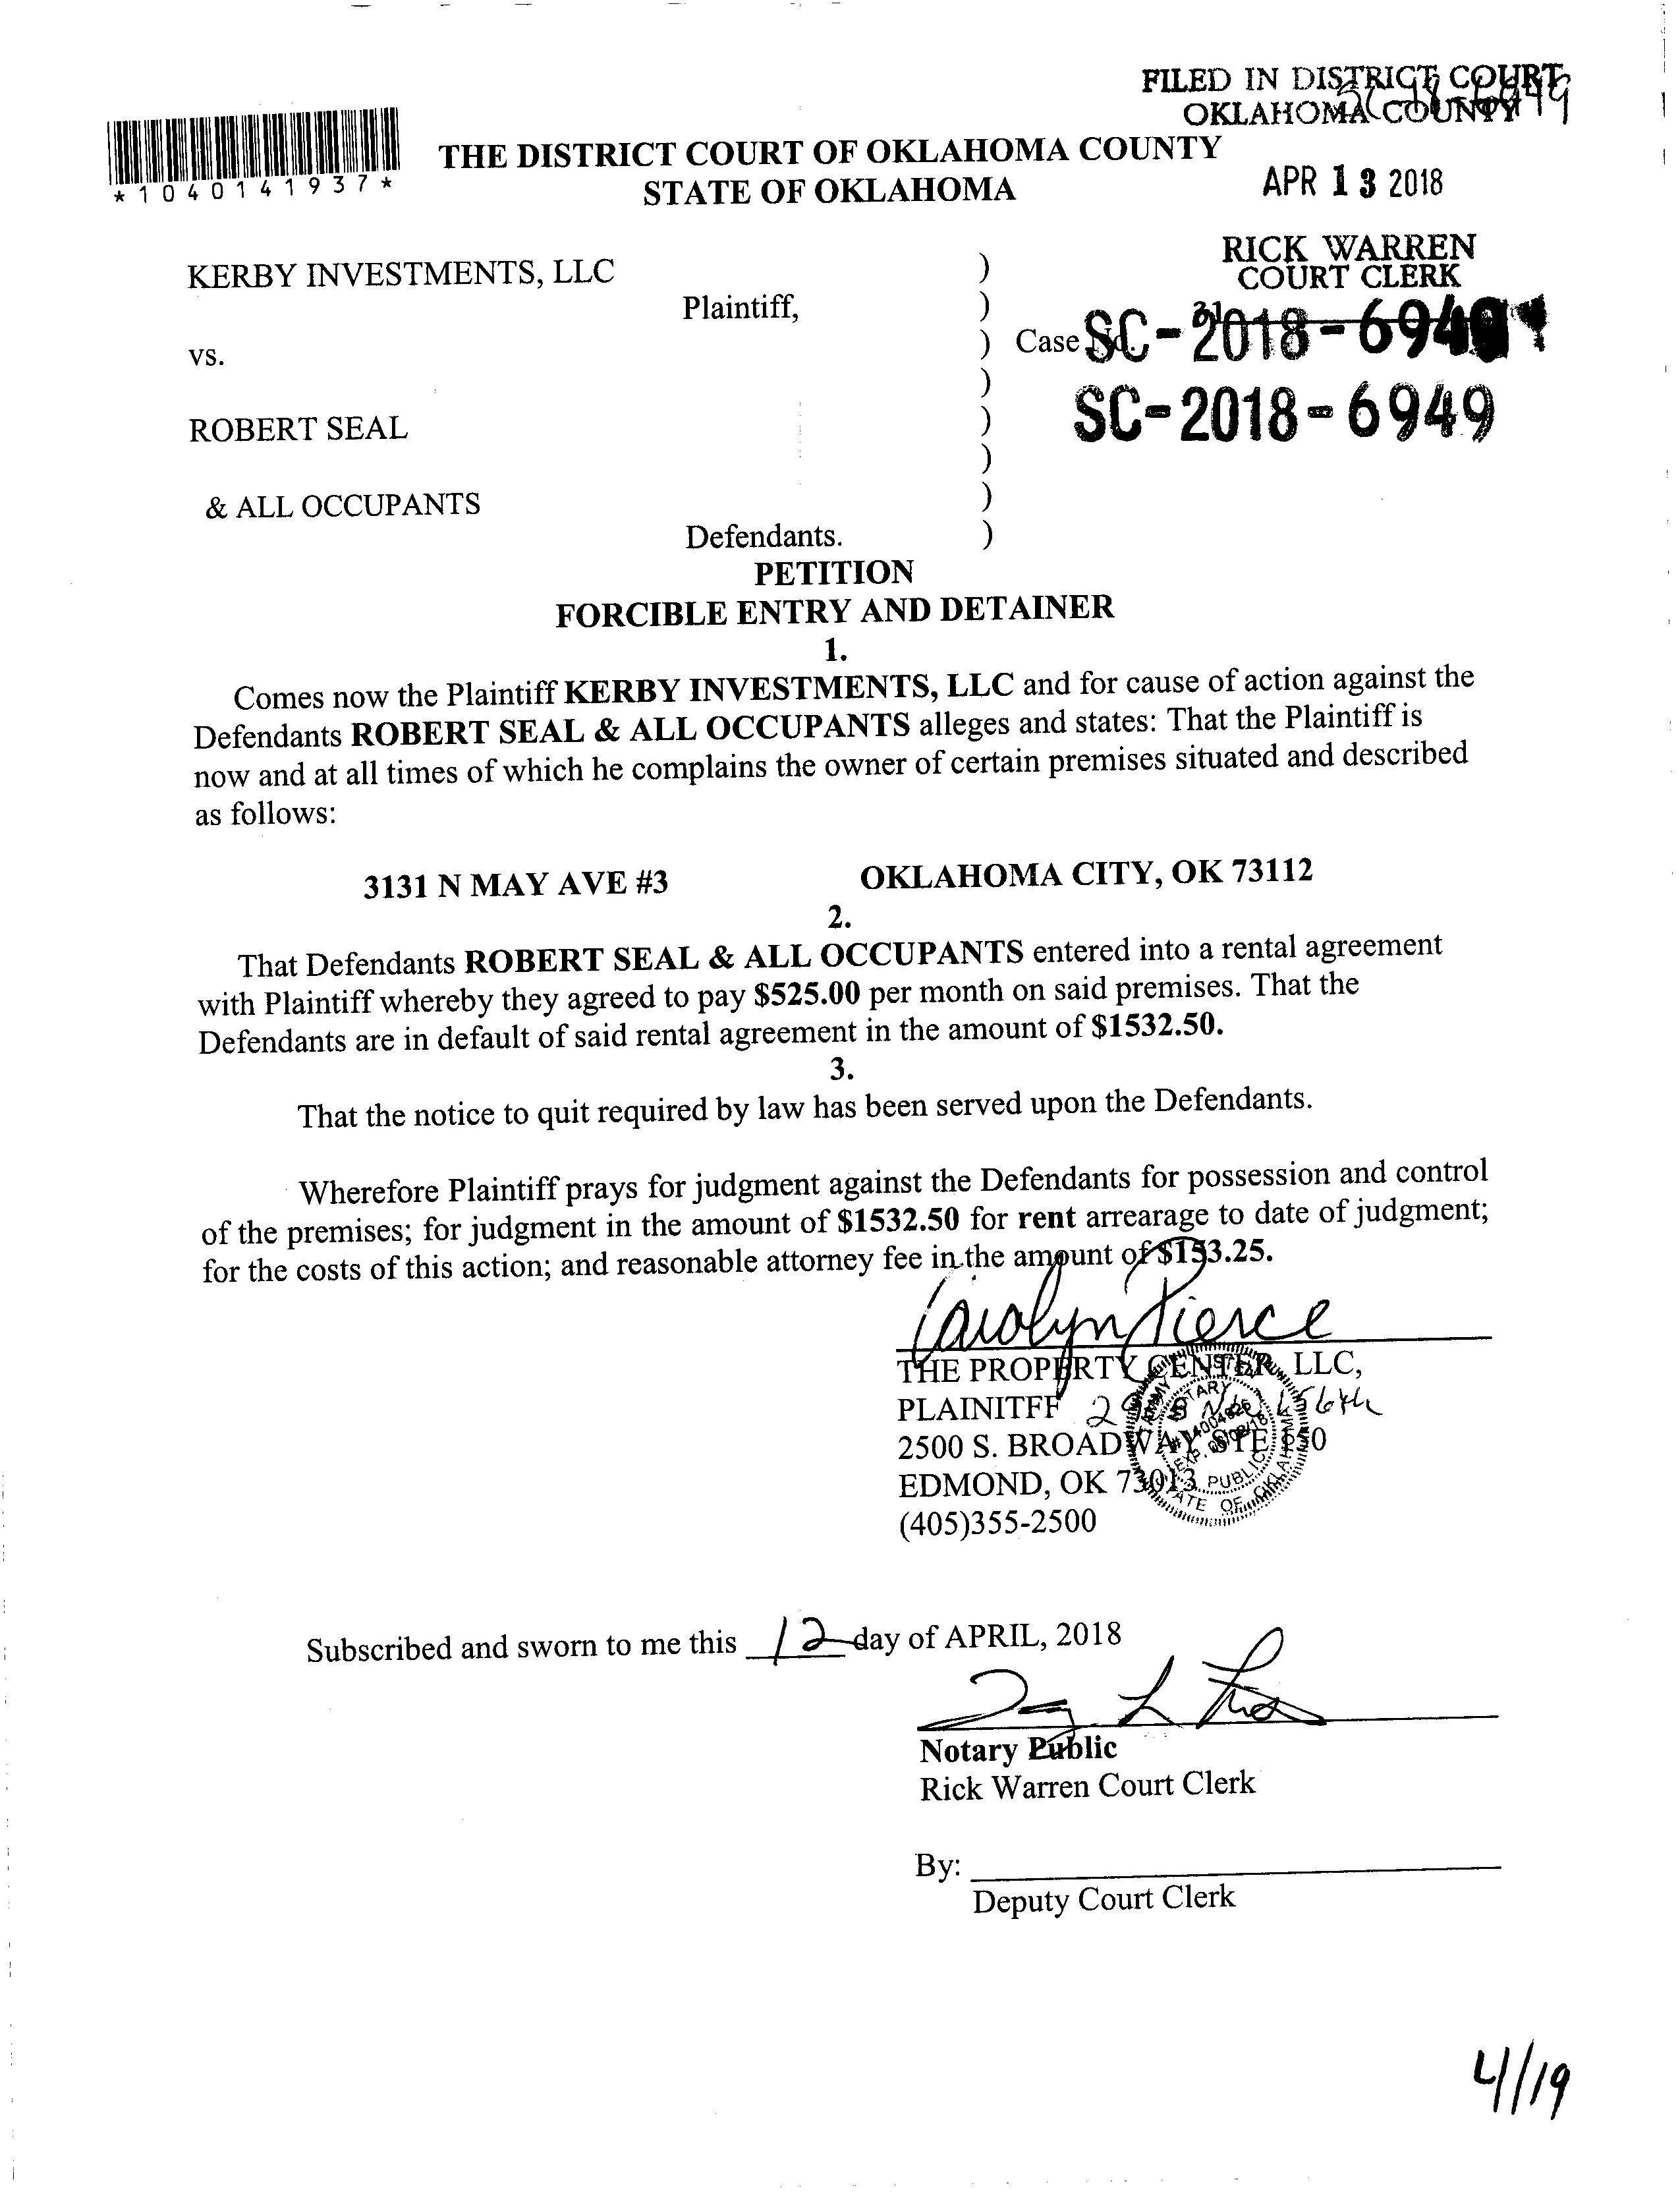 FILED IN DISTRICT COURT
OKLAHOMA COUNTY
*1040141937*
THE DISTRICT COURT OF OKLAHOMA COUNTY
STATE OF OKLAHOMA
APR 13 2018
RICK WARREN
COURT CLERK
KERBY INVESTMENTS, LLC )
Plaintiff, )
vs. ) Case No. SC-2018-694
)
ROBERT SEAL ) SC-2018-6949
)
& ALL OCCUPANTS )
Defendants. )
PETITION
FORCIBLE ENTRY AND DETAINER
1.
Comes now the Plaintiff KERBY INVESTMENTS, LLC and for cause of action against the
Defendants ROBERT SEAL & ALL OCCUPANTS alleges and states: That the Plaintiff is
now and at all times of which he complains the owner of certain premises situated and described
as follows:
3131 N MAY AVE #3 OKLAHOMA CITY, OK 73112
2.
That Defendants ROBERT SEAL & ALL OCCUPANTS entered into a rental agreement
with Plaintiff whereby they agreed to pay $525.00 per month on said premises. That the
Defendants are in default of said rental agreement in the amount of $1532.50.
3.
That the notice to quit required by law has been served upon the Defendants.
Wherefore Plaintiff prays for judgment against the Defendants for possession and control
of the premises; for judgment in the amount of $1532.50 for rent arrearage to date of judgment;
for the costs of this action; and reasonable attorney fee in the amount of $153.25.
Carolyn Pierce
THE PROPERTY CENTER, LLC,
PLAINITFF
2500 S. BROADWAY STE 150
EDMOND, OK 73013
(405)355-2500
NOTARY PUBLIC
STATE OF OKLAHOMA
Subscribed and sworn to me this 12 day of APRIL, 2018
Notary Public
Rick Warren Court Clerk
By:
Deputy Court Clerk
4/19